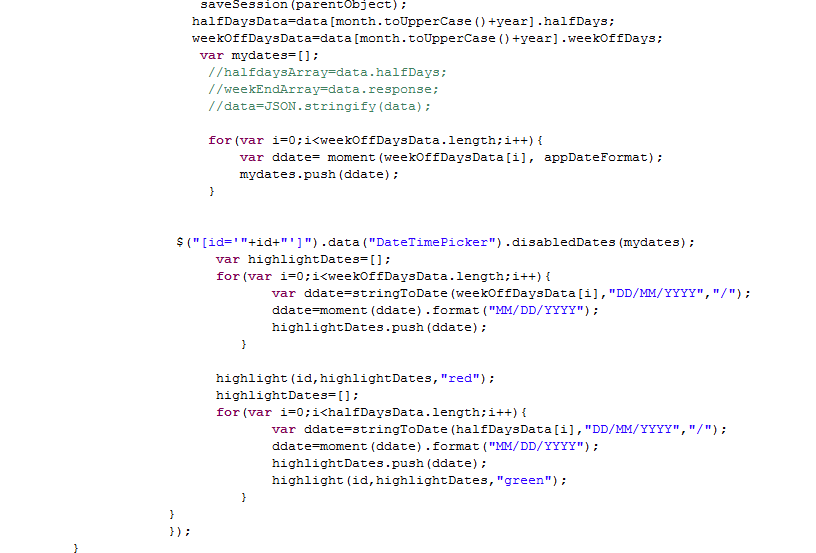 saveSession(parentObject);
halfDaysData=data[month.toUpperCase()+year].halfDays;
weekOffDaysData=data[month.toUpperCase()+year].weekOffDays;
var mydates=[];
//halfdaysArray=data.halfDays;
//weekEndArray=data.response;
//data=JSON.stringify(data);
for(var i=0;i<weekOffDaysData.length;i++){
var ddate= moment(weekOffDaysData[i], appDateFormat);
mydates.push(ddate);
}
$("[id='"+id+"']").data("DateTimePicker").disabledDates(mydates);
var highlightDates=[];
for(var i=0;i<weekOffDaysData.length;i++){
var ddate=stringToDate(weekOffDaysData[i],"DD/MM/YYYY","/");
ddate=moment(ddate).format("MM/DD/YYYY");
highlightDates.push(ddate);
}
highlight(id,highlightDates,"red");
highlightDates=[];
for(var i=0;i<halfDaysData.length;i++){
var ddate=stringToDate(halfDaysData[i],"DD/MM/YYYY","/");
ddate=moment(ddate).format("MM/DD/YYYY");
highlightDates.push(ddate);
highlight(id,highlightDates,"green");
}
}
});
}